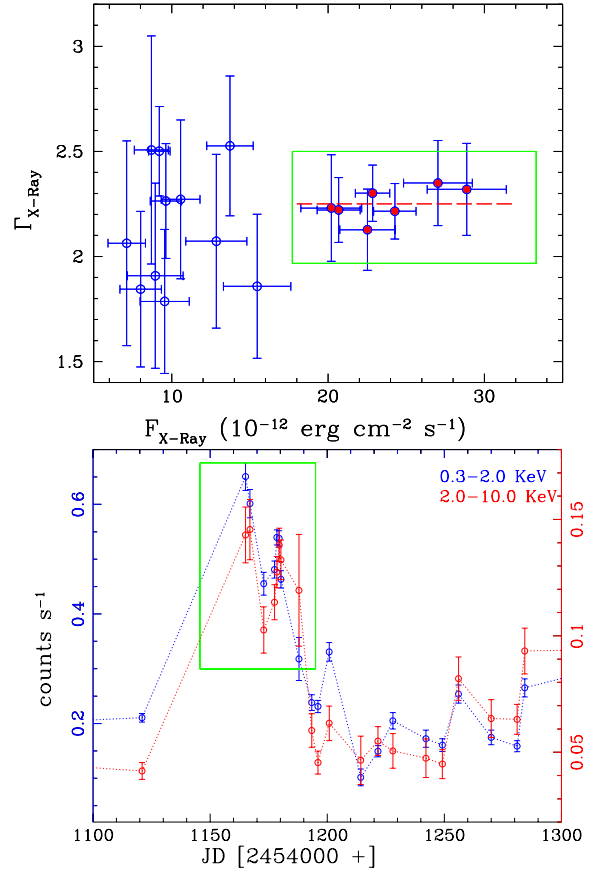 3
2.5
2
1.5
Γ_X-Ray
10 20 30
F_X-Ray (10⁻¹² erg cm⁻² s⁻¹)
0.3-2.0 KeV
2.0-10.0 KeV
0.6
0.4
0.2
counts s⁻¹
0.15
0.1
0.05
1100 1150 1200 1250 1300
JD [2454000 +]